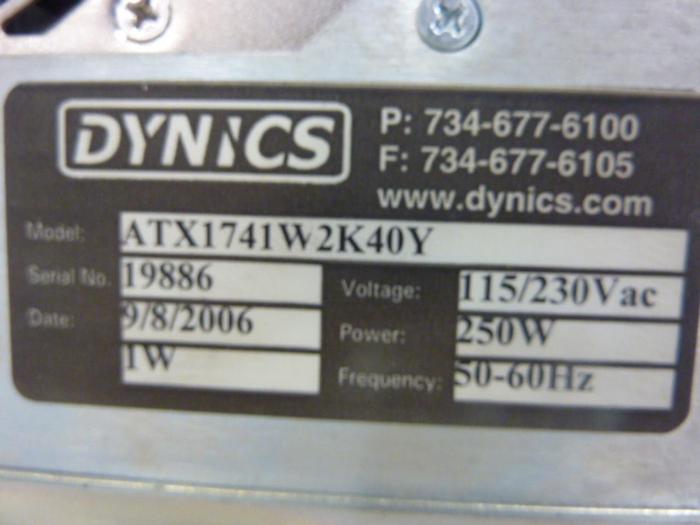 DYNICS
P: 734-677-6100
F: 734-677-6105
www.dynics.com
Model: ATX1741W2K40Y
Serial No. 19886
Voltage: 115/230Vac
Date: 9/8/2006
Power: 250W
1W
Frequency: 50-60Hz